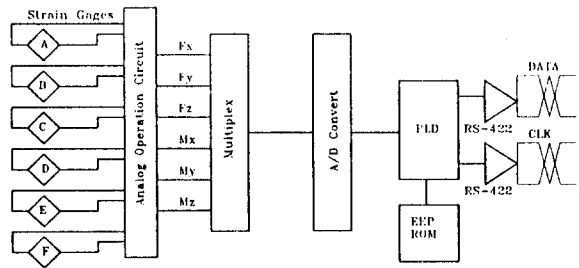 Strain Gages
A
D
C
D
E
F
Analog Operation Circuit
Fx
Fy
Fz
Mx
My
Mz
Multiplex
A/D Convert
PLD
EEP
ROM
RS-422
RS-422
DATA
CLK